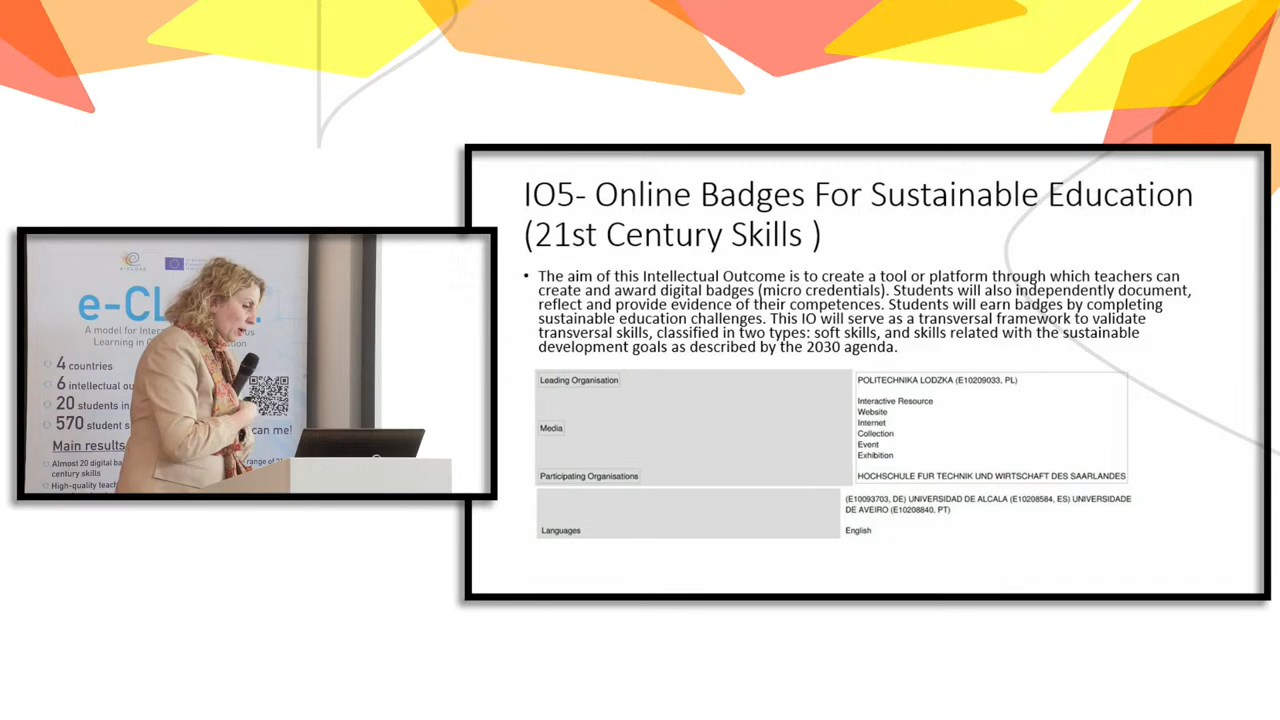 IO5- Online Badges For Sustainable Education
(21st Century Skills )
• The aim of this Intellectual Outcome is to create a tool or platform through which teachers can
create and award digital badges (micro credentials). Students will also independently document,
reflect and provide evidence of their competences. Students will earn badges by completing
sustainable education challenges. This IO will serve as a transversal framework to validate
transversal skills, classified in two types: soft skills, and skills related with the sustainable
development goals as described by the 2030 agenda.
Leading Organisation
POLITECHNIKA LODZKA (E10209033, PL)
Media
Interactive Resource
Website
Internet
Collection
Event
Exhibition
Participating Organisations
HOCHSCHULE FUR TECHNIK UND WIRTSCHAFT DES SAARLANDES
(E10093703, DE) UNIVERSIDAD DE ALCALA (E10208584, ES) UNIVERSIDADE
DE AVEIRO (E10208840, PT)
Languages
English
e-CL
A model for
Learning in
4 countries
6 intellectual
20 students
570 student
can me!
Main results
Almost 20 digital
century skills
range of
High-quality